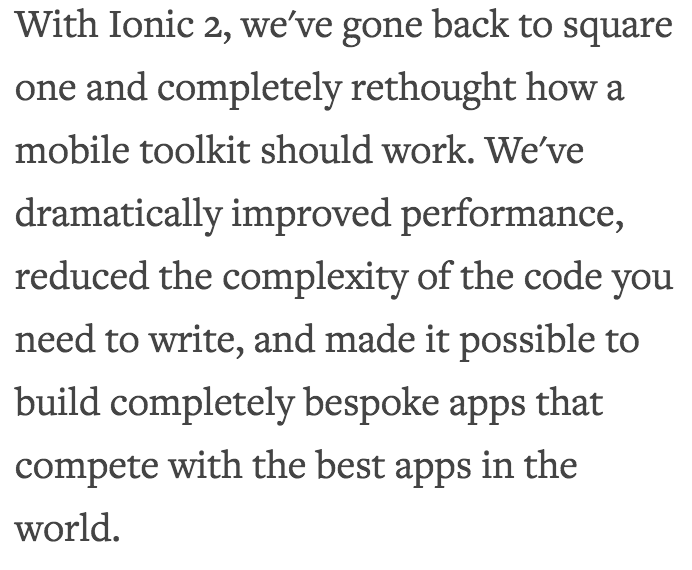 With Ionic 2, we've gone back to square
one and completely rethought how a
mobile toolkit should work. We've
dramatically improved performance,
reduced the complexity of the code you
need to write, and made it possible to
build completely bespoke apps that
compete with the best apps in the
world.